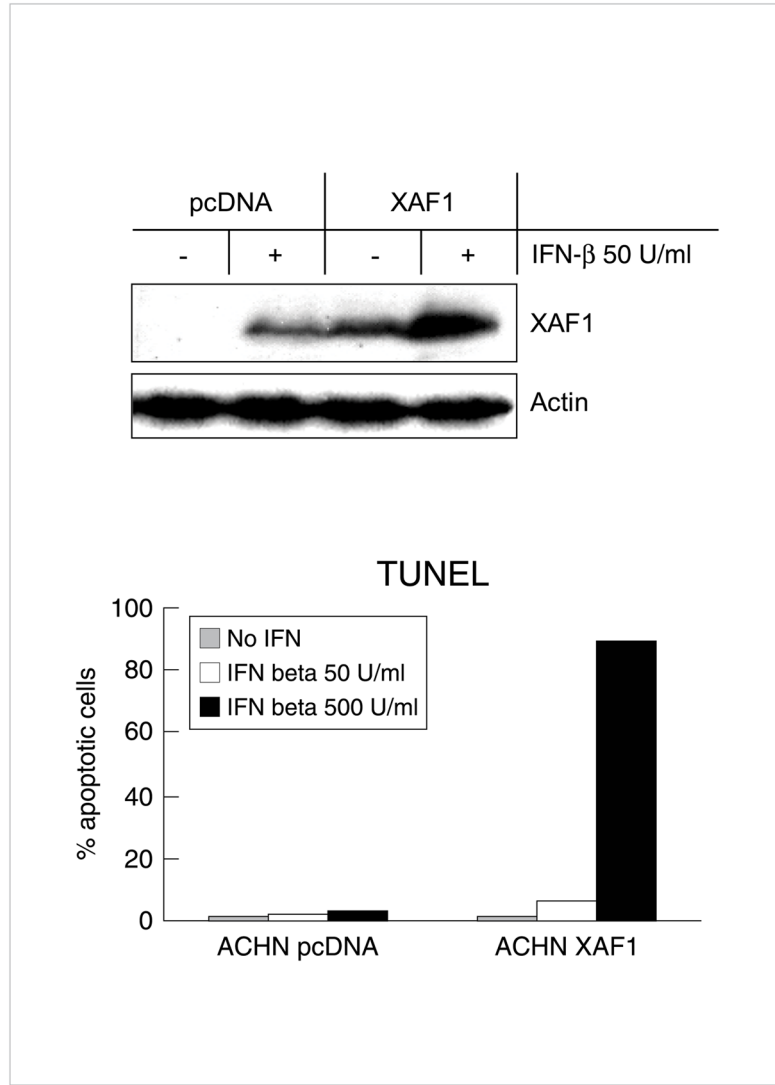 pcDNA XAF1
- + - + IFN-β 50 U/ml
XAF1
Actin
TUNEL
100
80
60
40
20
0
% apoptotic cells
No IFN
IFN beta 50 U/ml
IFN beta 500 U/ml
ACHN pcDNA ACHN XAF1